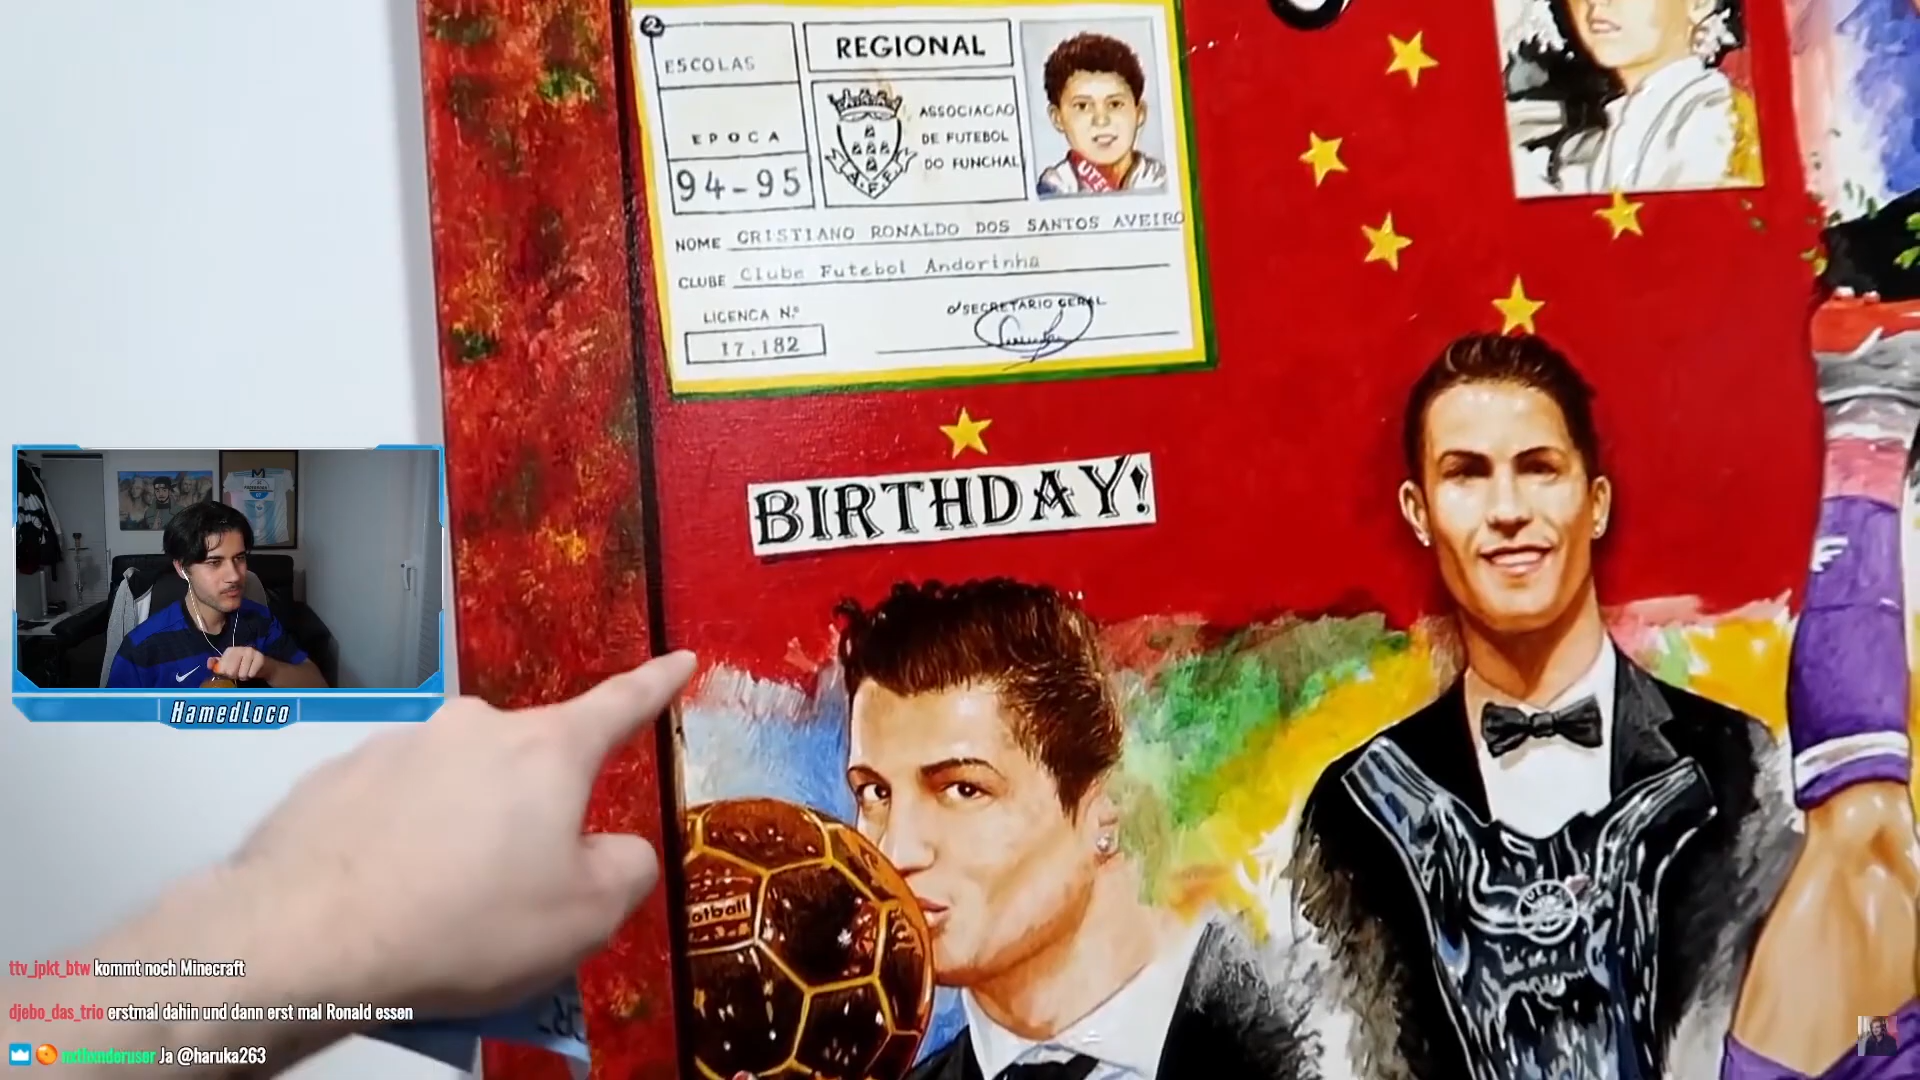 2
ESCOLAS
REGIONAL
EPOCA
94-95
ASSOCIACAO
DE FUTEBOL
DO FUNCHAL
A.F.F.
NOME CRISTIANO RONALDO DOS SANTOS AVEIRO
CLUBE Clube Futebol Andorinha
LICENCA N.º
17.182
O SECRETARIO GERAL
BIRTHDAY!
HamedLoco
UEFA
ttv_jpkt_btw kommt noch Minecraft
djebo_das_trio erstmal dahin und dann erst mal Ronald essen
Ja @haruka263